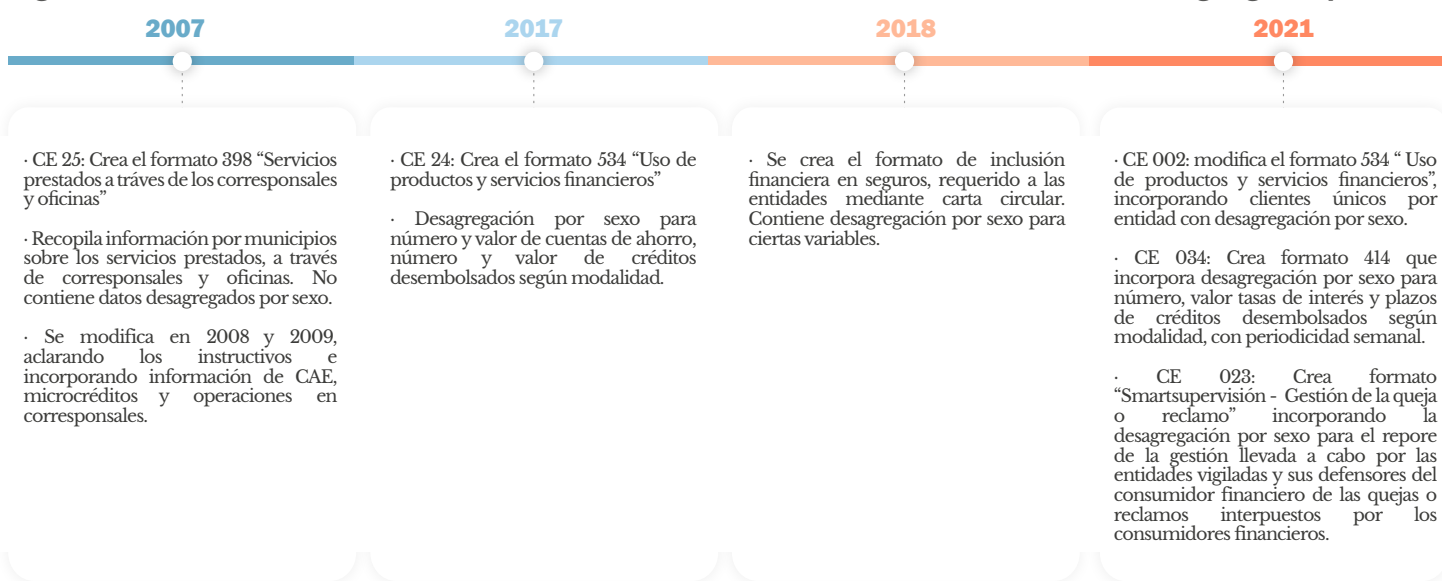 2007
· CE 25: Crea el formato 398 “Servicios
prestados a tráves de los corresponsales
y oficinas”
· Recopila información por municipios
sobre los servicios prestados, a través
de corresponsales y oficinas. No
contiene datos desagregados por sexo.
· Se modifica en 2008 y 2009,
aclarando los instructivos e
incorporando información de CAE,
microcréditos y operaciones en
corresponsales.
2017
· CE 24: Crea el formato 534 “Uso de
productos y servicios financieros”
· Desagregación por sexo para
número y valor de cuentas de ahorro,
número y valor de créditos
desembolsados según modalidad.
2018
· Se crea el formato de inclusión
financiera en seguros, requerido a las
entidades mediante carta circular.
Contiene desagregación por sexo para
ciertas variables.
2021
· CE 002: modifica el formato 534 “ Uso
de productos y servicios financieros”,
incorporando clientes únicos por
entidad con desagregación por sexo.
· CE 034: Crea formato 414 que
incorpora desagregación por sexo para
número, valor tasas de interés y plazos
de créditos desembolsados según
modalidad, con periodicidad semanal.
· CE 023: Crea formato
“Smartsupervisión - Gestión de la queja
o reclamo” incorporando la
desagregación por sexo para el repore
de la gestión llevada a cabo por las
entidades vigiladas y sus defensores del
consumidor financiero de las quejas o
reclamos interpuestos por los
consumidores financieros.